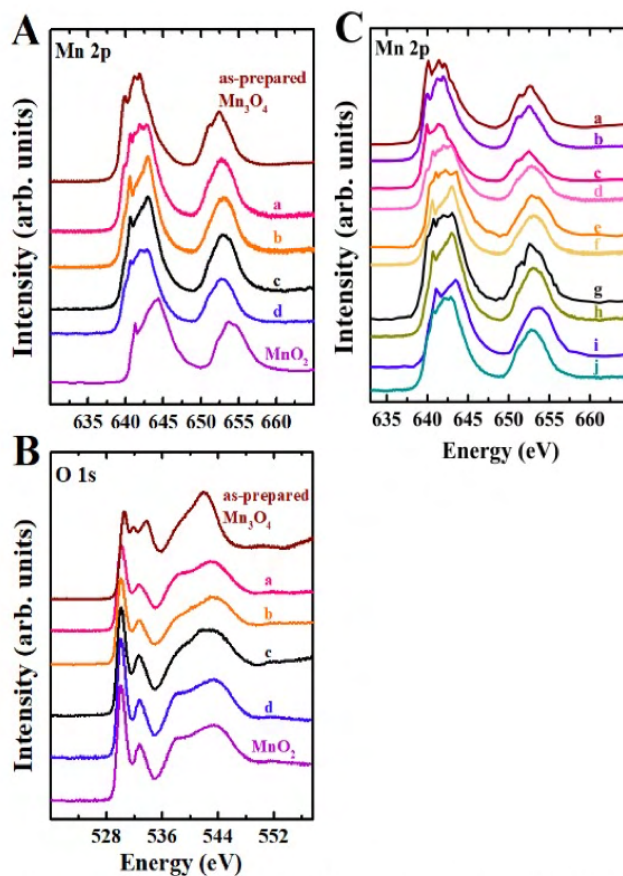 A
Mn 2p
as-prepared
Mn₃O₄
a
b
c
d
MnO₂
Intensity (arb. units)
635 640 645 650 655 660
B
O 1s
as-prepared
Mn₃O₄
a
b
c
d
MnO₂
Intensity (arb. units)
528 536 544 552
Energy (eV)
C
Mn 2p
a
b
c
d
e
f
g
h
i
j
Intensity (arb. units)
635 640 645 650 655 660
Energy (eV)